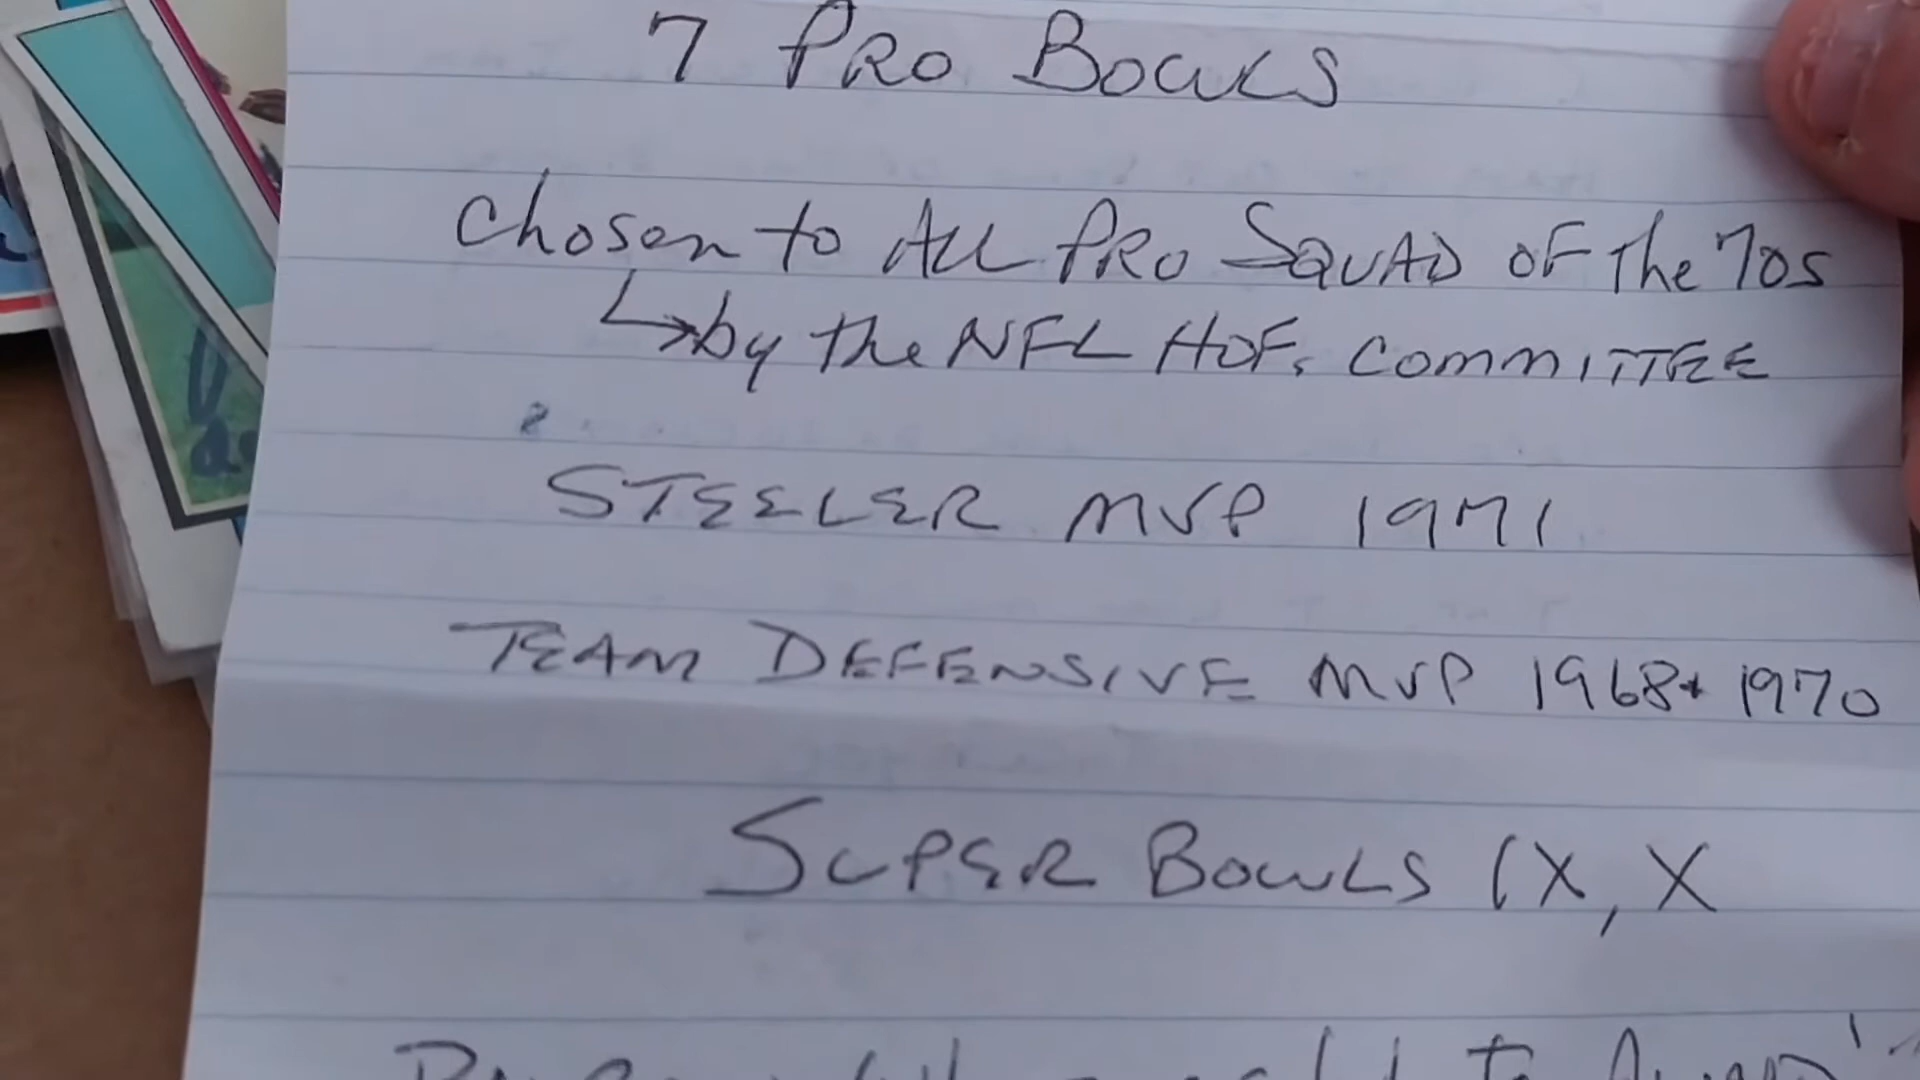 7 PRO BOWLS
Chosen to ALL PRO SQUAD OF The 70s
↳by the NFL HOF. COMMITTEE
STEELER MVP 1971
TEAM DEFENSIVE MVP 1968+1970
SUPER BOWLS IX, X